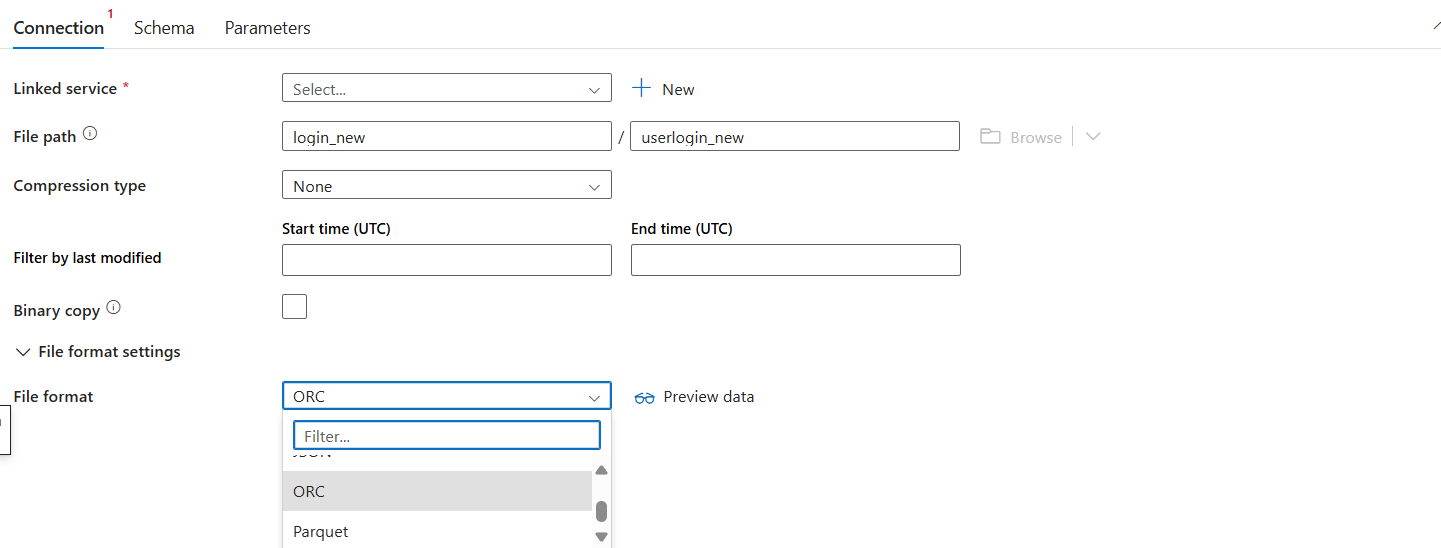 1
Connection Schema Parameters
Linked service * Select... New
File path login_new / userlogin_new Browse
Compression type None
Start time (UTC) End time (UTC)
Filter by last modified
Binary copy
File format settings
File format ORC Preview data
Filter...
JSON
ORC
Parquet